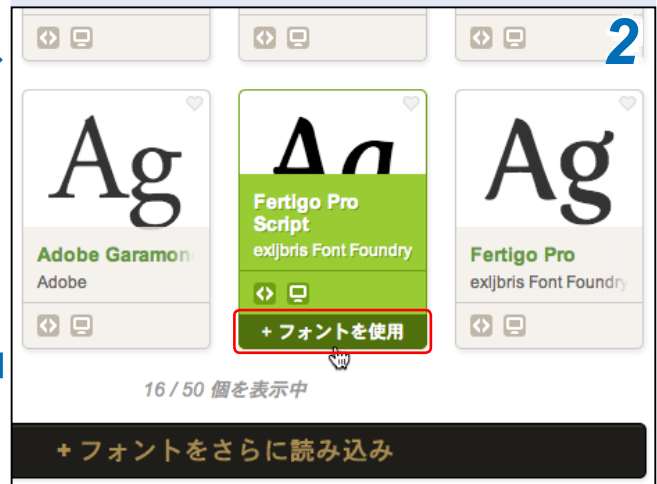 2
Ag
Ag
Ag
Fertigo Pro
Script
exljbris Font Foundry
Adobe Garamon
Adobe
Fertigo Pro
exljbris Font Foundry
+ フォントを使用
16 / 50 個を表示中
+ フォントをさらに読み込み